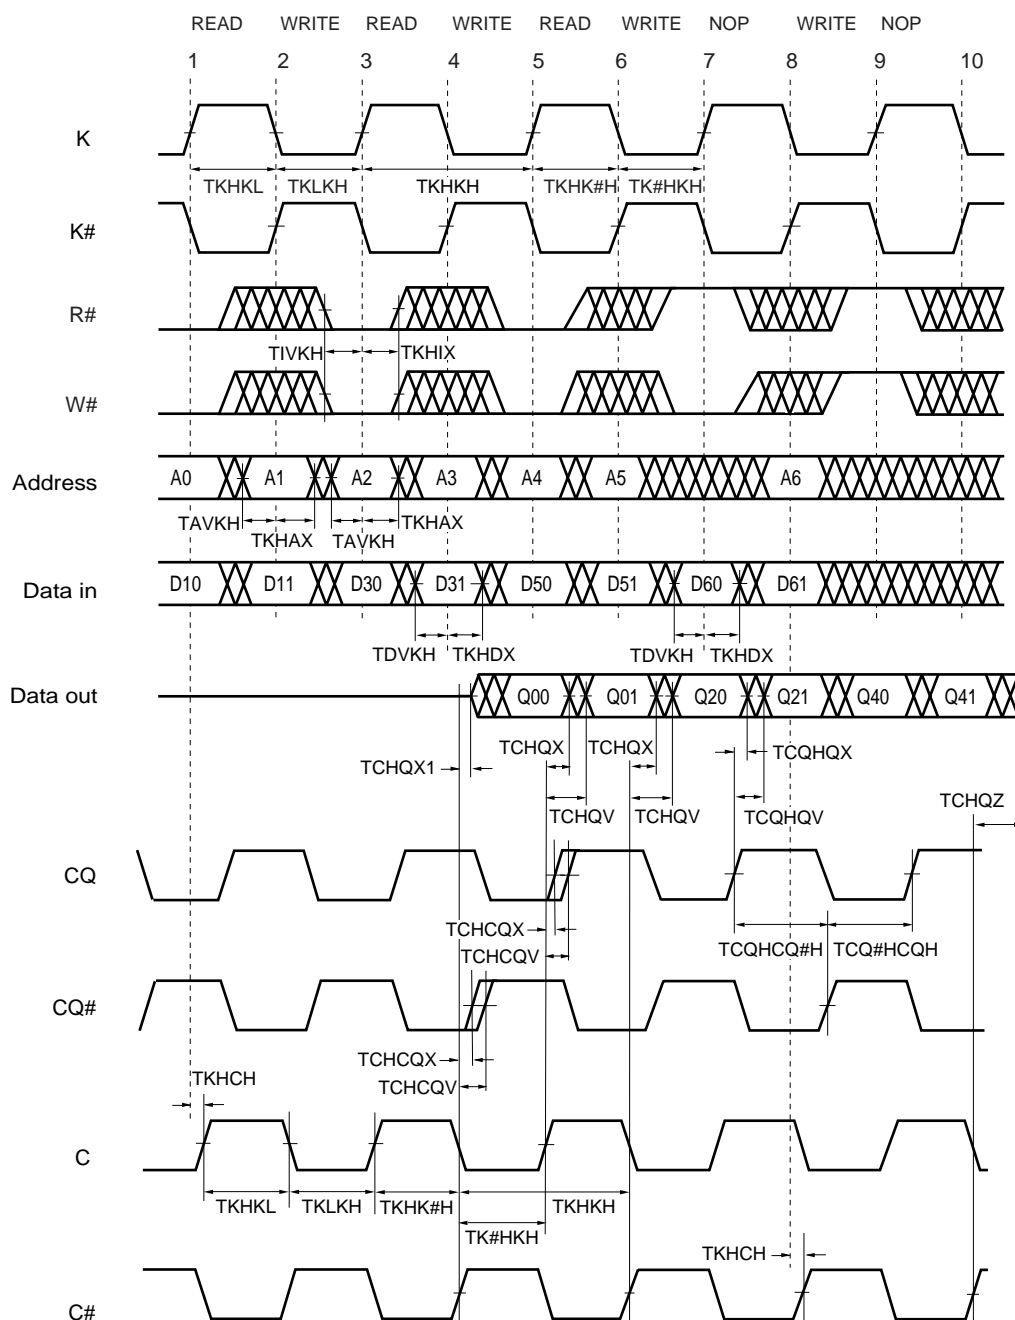 READ WRITE READ WRITE READ WRITE NOP WRITE NOP
1 2 3 4 5 6 7 8 9 10
K
TKHKL TKLKH TKHKH TKHK#H TK#HKH
K#
R#
TIVKH TKHIX
W#
Address A0 A1 A2 A3 A4 A5 A6
TAVKH TKHAX TAVKH TKHAX
Data in D10 D11 D30 D31 D50 D51 D60 D61
TDVKH TKHDX TDVKH TKHDX
Data out Q00 Q01 Q20 Q21 Q40 Q41
TCHQX1 TCHQX TCHQX TCQHQX
TCHQV TCHQV TCQHQV TCHQZ
CQ
TCHCQX TCQHCQ#H TCQ#HCQH
TCHCQV
CQ#
TCHCQX
TCHCQV
TKHCH
C
TKHKL TKLKH TKHK#H TKHKH
TK#HKH TKHCH
C#